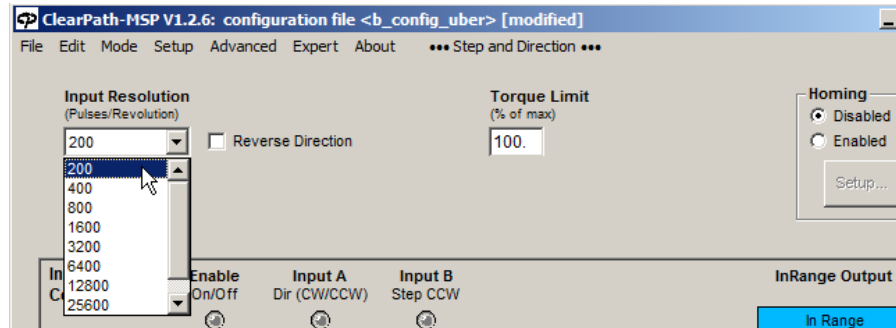 ClearPath-MSP V1.2.6: configuration file <b_config_uber> [modified]
File Edit Mode Setup Advanced Expert About ••• Step and Direction •••
Input Resolution
(Pulses/Revolution)
200
Reverse Direction
200
400
800
1600
3200
6400
12800
25600
Torque Limit
(% of max)
100.
Homing
Disabled
Enabled
Setup...
Enable
On/Off
Input A
Dir (CW/CCW)
Input B
Step CCW
InRange Output
In Range